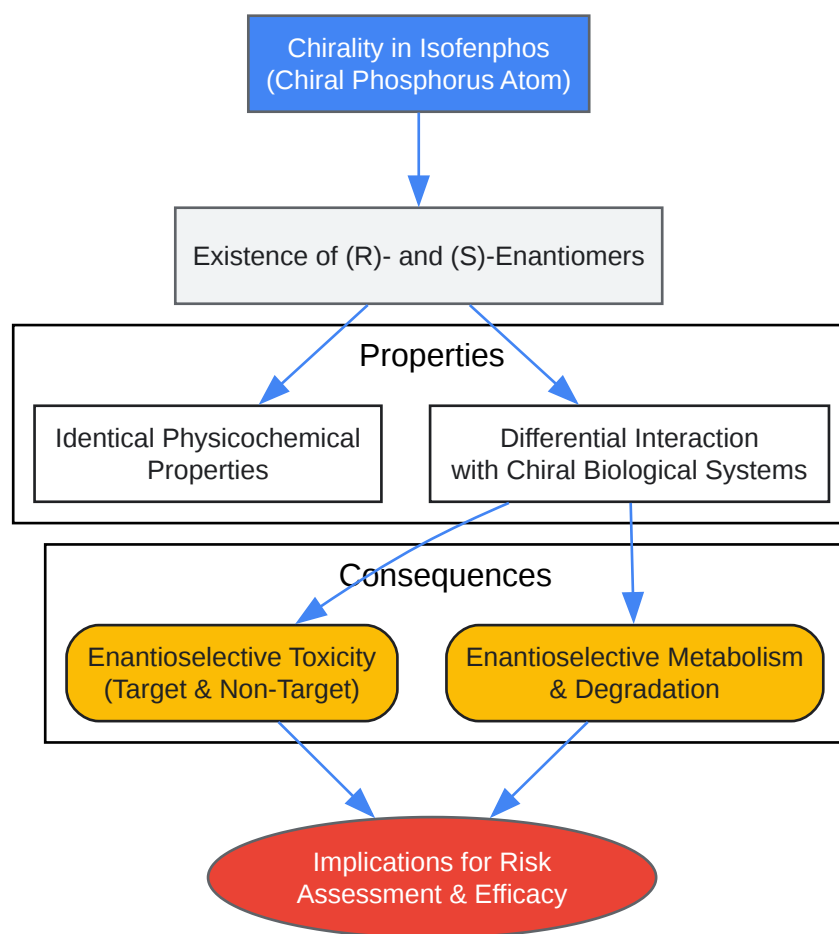 Chirality in Isofenphos
(Chiral Phosphorus Atom)
Existence of (R)- and (S)-Enantiomers
Properties
Identical Physicochemical
Properties
Differential Interaction
with Chiral Biological Systems
Consequences
Enantioselective Toxicity
(Target & Non-Target)
Enantioselective Metabolism
& Degradation
Implications for Risk
Assessment & Efficacy